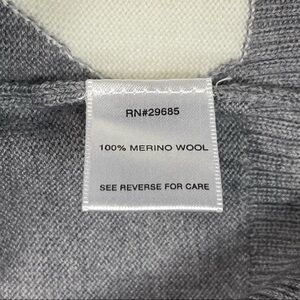 RN#29685
100% MERINO WOOL
SEE REVERSE FOR CARE